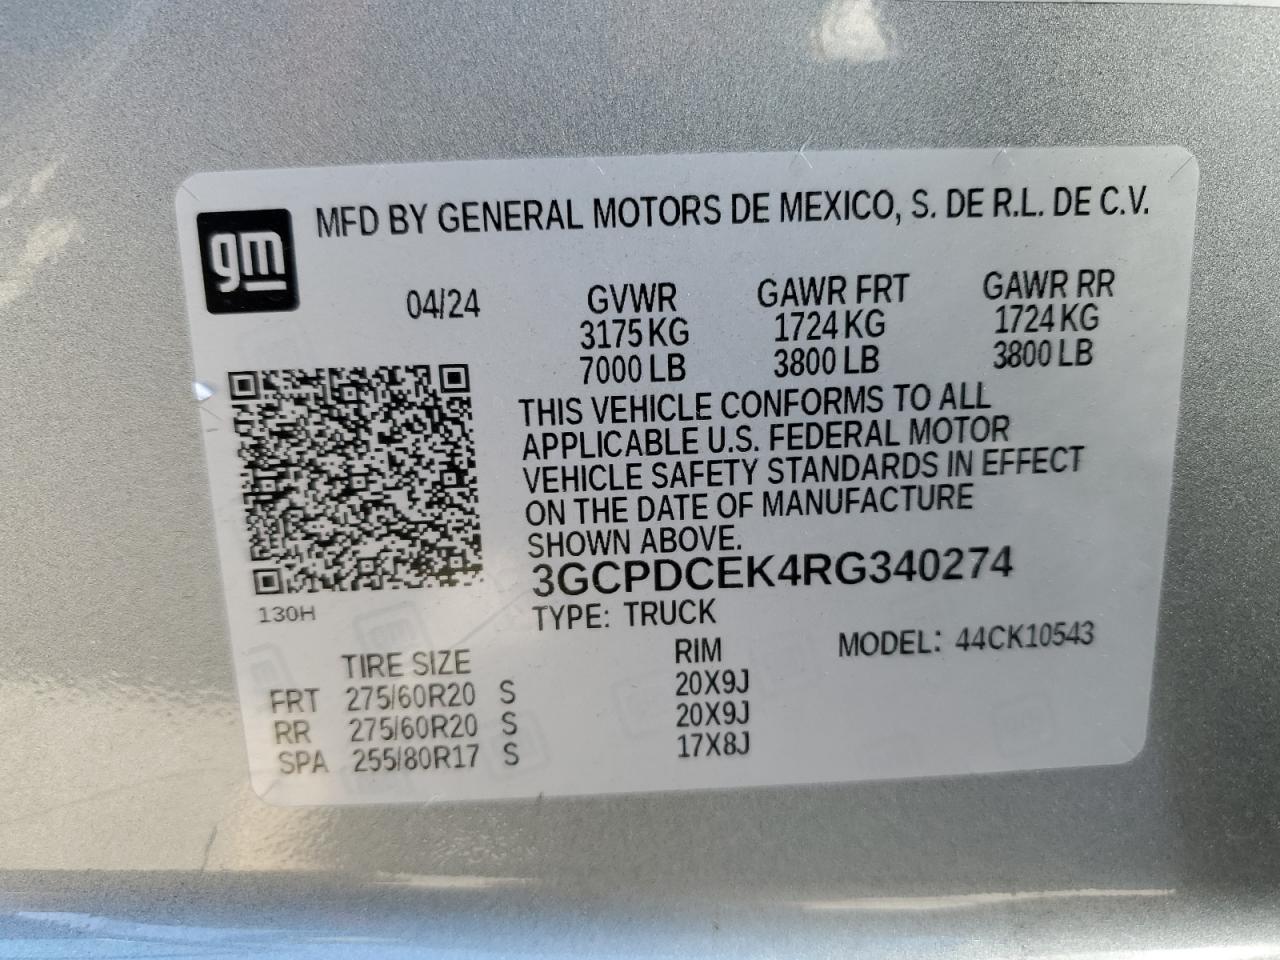 gm
MFD BY GENERAL MOTORS DE MEXICO, S. DE R.L. DE C.V.
04/24 GVWR GAWR FRT GAWR RR
3175 KG 1724 KG 1724 KG
7000 LB 3800 LB 3800 LB
THIS VEHICLE CONFORMS TO ALL
APPLICABLE U.S. FEDERAL MOTOR
VEHICLE SAFETY STANDARDS IN EFFECT
ON THE DATE OF MANUFACTURE
SHOWN ABOVE.
3GCPDCEK4RG340274
130H
TYPE: TRUCK
MODEL: 44CK10543
TIRE SIZE RIM
FRT 275/60R20 S 20X9J
RR 275/60R20 S 20X9J
SPA 255/80R17 S 17X8J